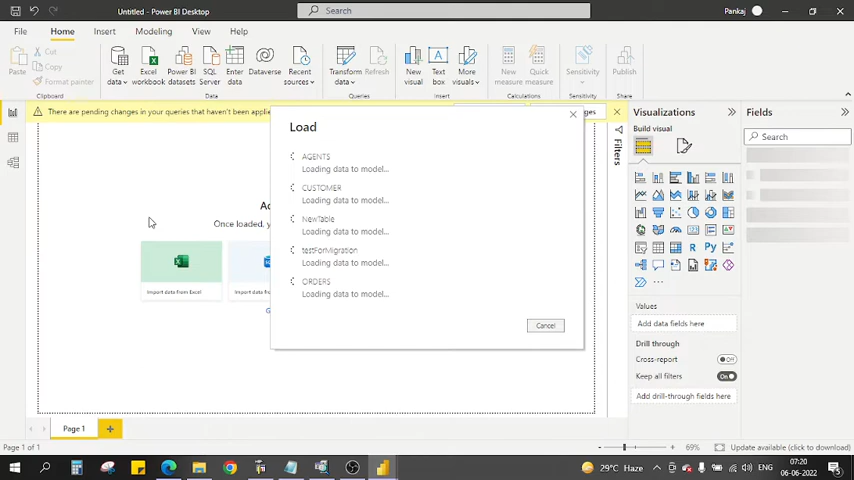 Untitled - Power BI Desktop
Search
Pankaj
File Home Insert Modeling View Help
Paste
Cut
Copy
Format painter
Clipboard
Get data
Excel workbook
Power BI datasets
SQL Server
Enter data
Dataverse
Recent sources
Data
Transform data
Refresh
Queries
New visual
Text box
More visuals
Insert
New measure
Quick measure
Calculations
Sensitivity
Sensitivity
Publish
Share
There are pending changes in your queries that haven't been applie
ges
Load
AGENTS
Loading data to model...
CUSTOMER
Loading data to model...
NewTable
Loading data to model...
testForMigration
Loading data to model...
ORDERS
Loading data to model...
Cancel
Once loaded, y
Import data from Excel
Import data fro
Filters
Visualizations
Build visual
Values
Add data fields here
Drill through
Cross-report
Off
Keep all filters
On
Add drill-through fields here
Fields
Search
Page 1
Page 1 of 1
69%
Update available (click to download)
29°C Haze
ENG
07:20
06-06-2022